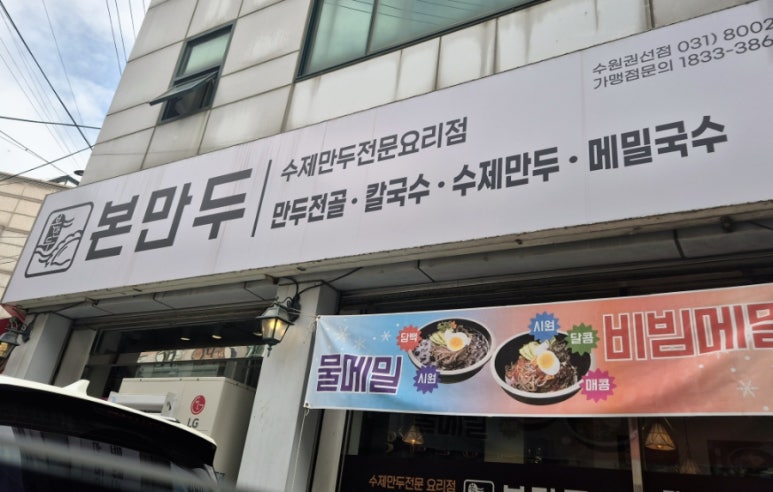 수원권선점 031) 8002
가맹점문의 1833-386
본만두
수제만두전문요리점
만두전골 · 칼국수 · 수제만두 · 메밀국수
물메밀
담백
시원
시원
달콤
매콤
비빔메밀
LG
물메밀
수제만두전문 요리점